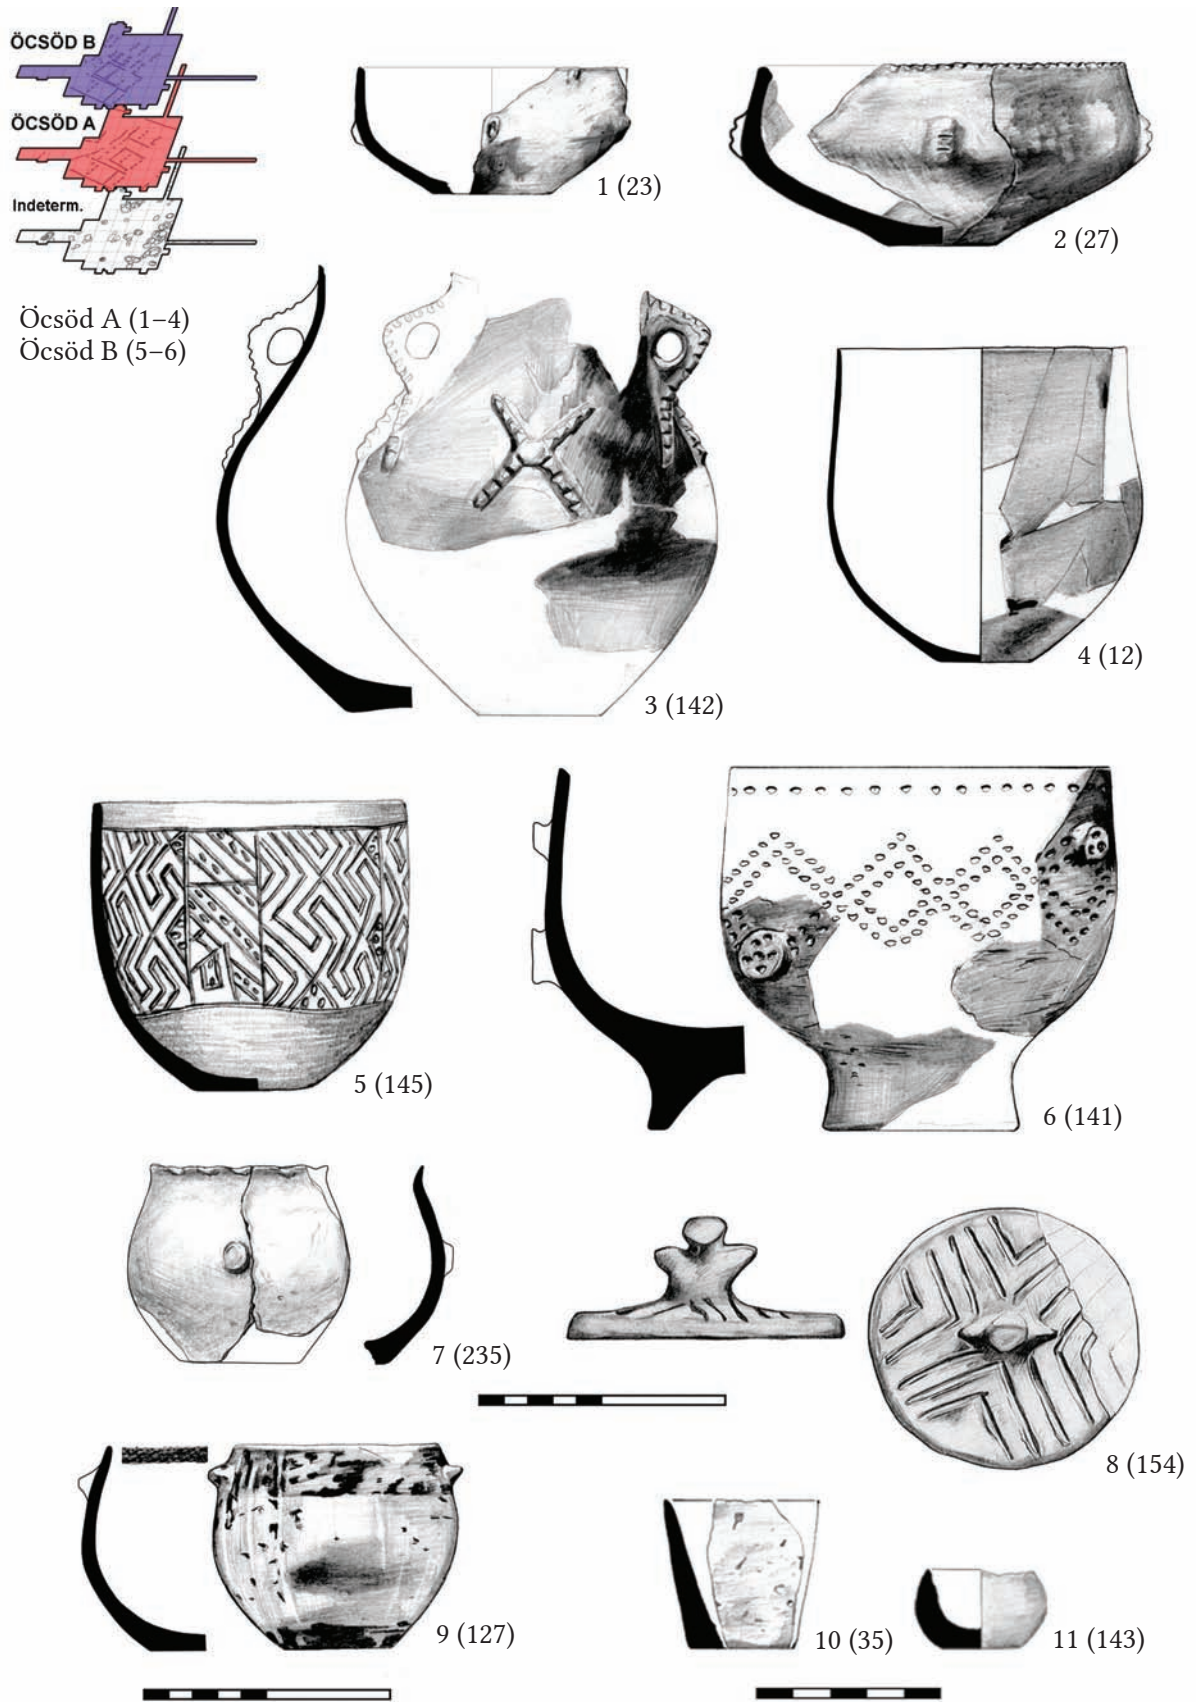 ÖCSÖD B
ÖCSÖD A
Indeterm.
Öcsöd A (1–4)
Öcsöd B (5–6)
1 (23)
2 (27)
3 (142)
4 (12)
5 (145)
6 (141)
7 (235)
8 (154)
9 (127)
10 (35)
11 (143)